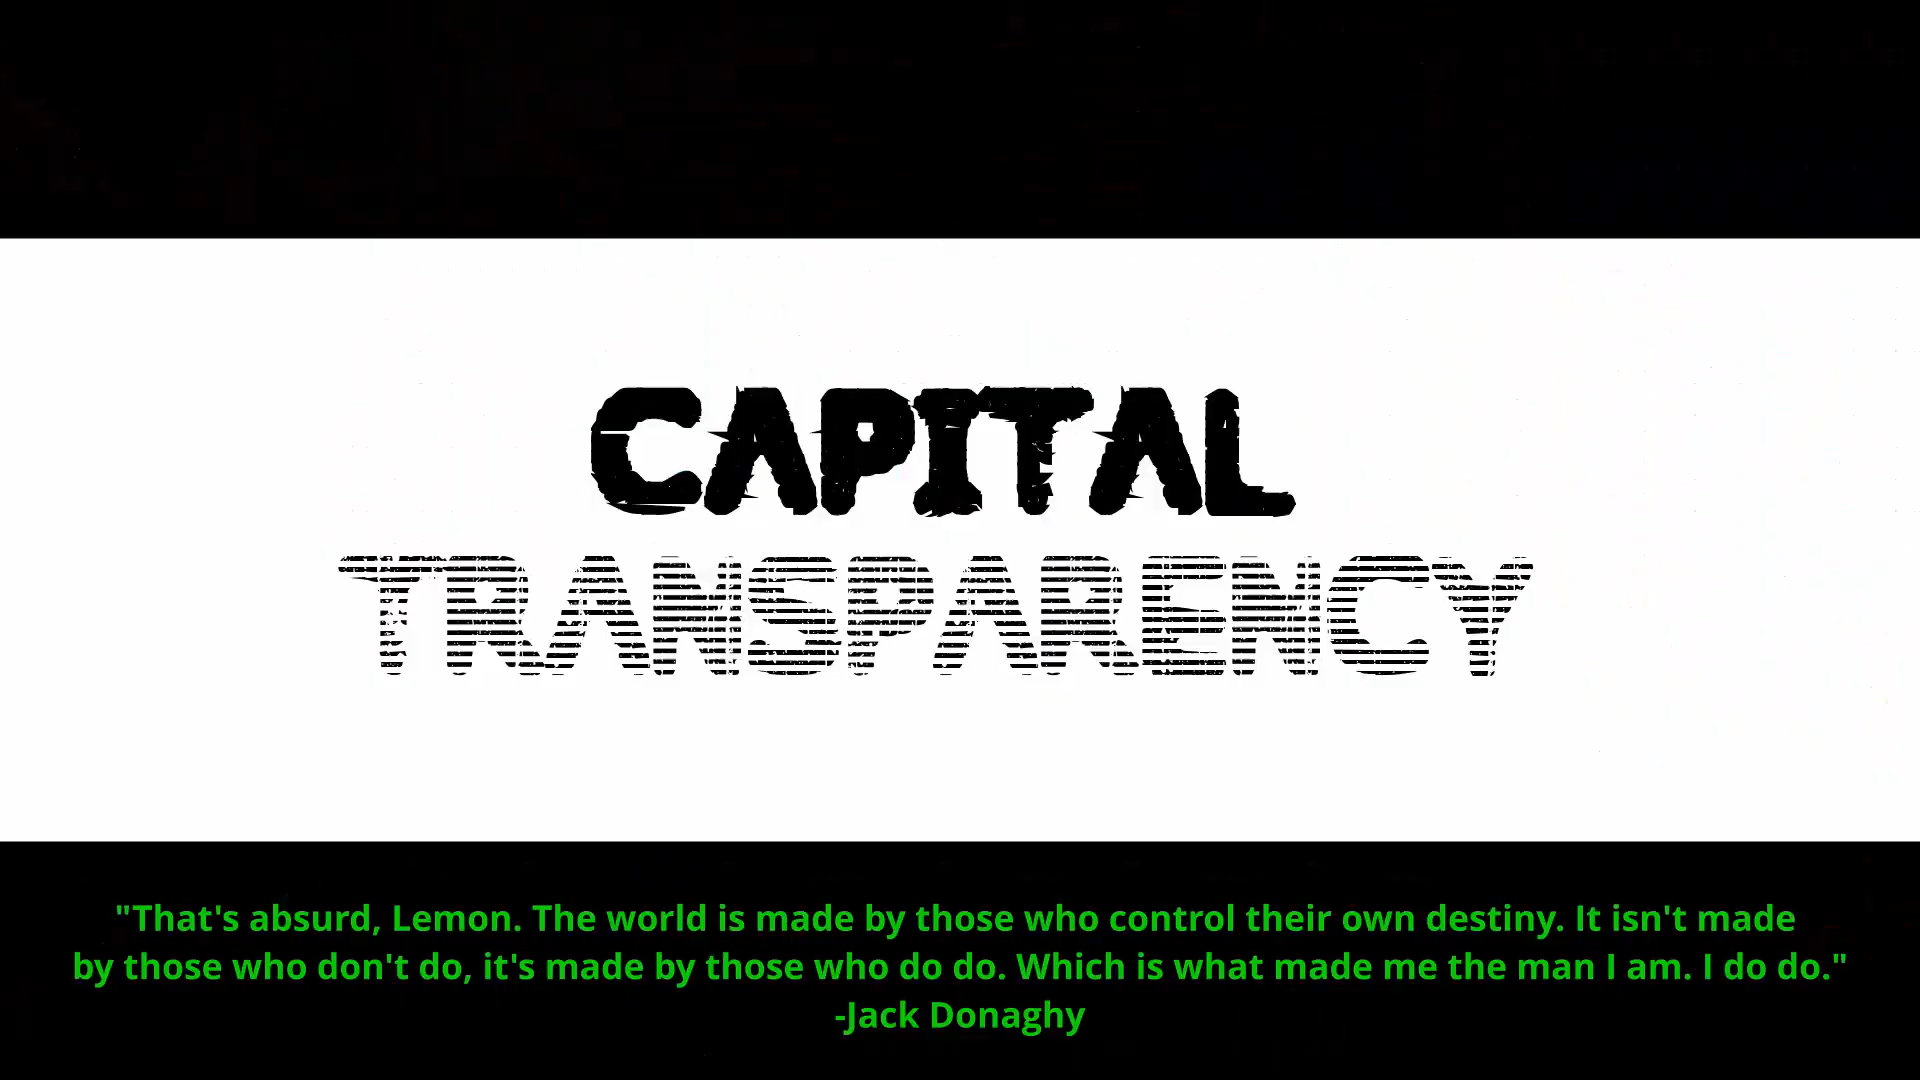 CAPITAL
TRANSPARENCY
"That's absurd, Lemon. The world is made by those who control their own destiny. It isn't made
by those who don't do, it's made by those who do do. Which is what made me the man I am. I do do."
-Jack Donaghy